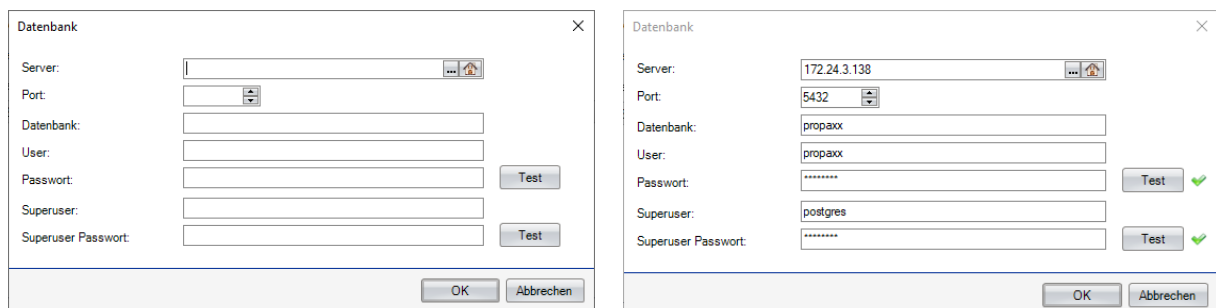 Datenbank
Server:
...
Port:
Datenbank:
User:
Passwort:
Test
Superuser:
Superuser Passwort:
Test
OK
Abbrechen
Datenbank
Server:
172.24.3.138
...
Port:
5432
Datenbank:
propaxx
User:
propaxx
Passwort:
********
Test
Superuser:
postgres
Superuser Passwort:
********
Test
OK
Abbrechen